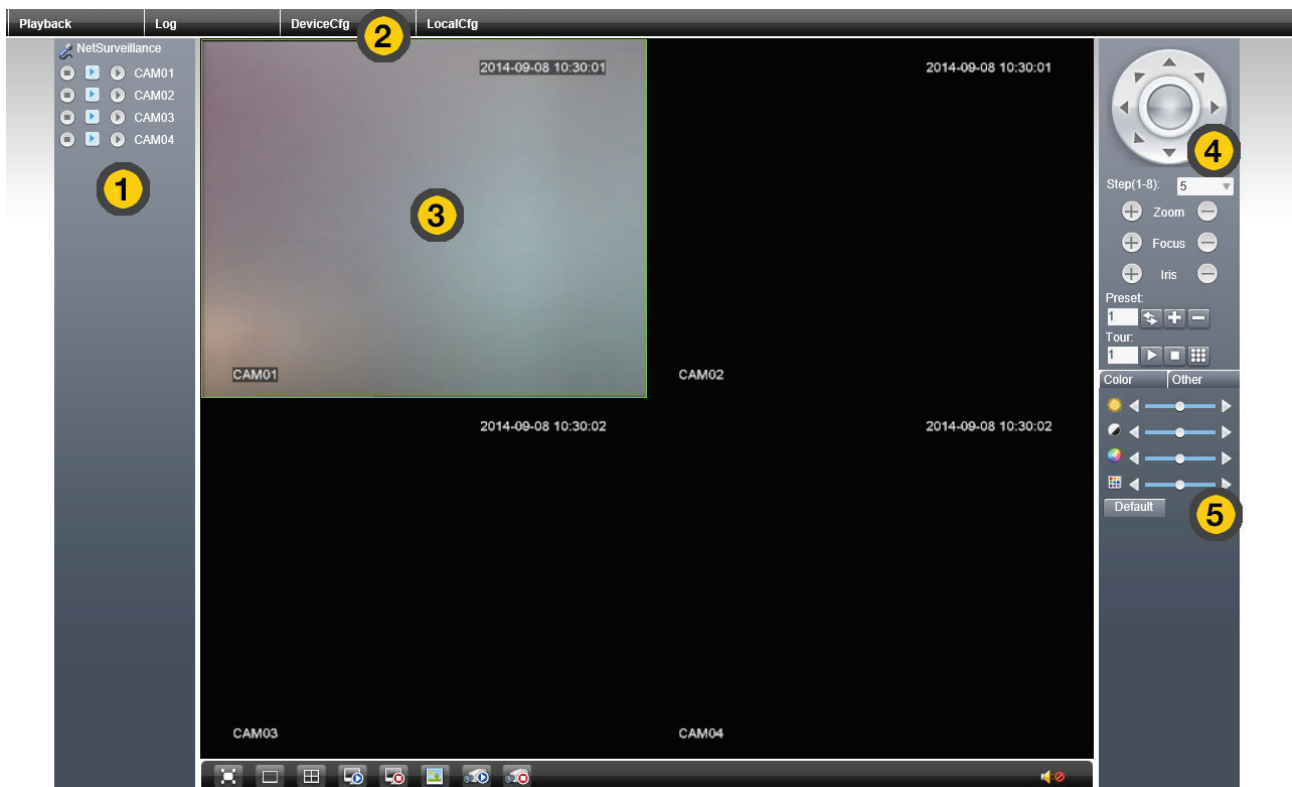 Playback Log DeviceCfg LocalCfg
2
NetSurveillance
CAM01
CAM02
CAM03
CAM04
1
2014-09-08 10:30:01
3
CAM01
2014-09-08 10:30:01
CAM02
2014-09-08 10:30:02
CAM03
2014-09-08 10:30:02
CAM04
4
Step(1-8): 5
Zoom
Focus
Iris
Preset:
1
Tour:
1
Color Other
Default
5